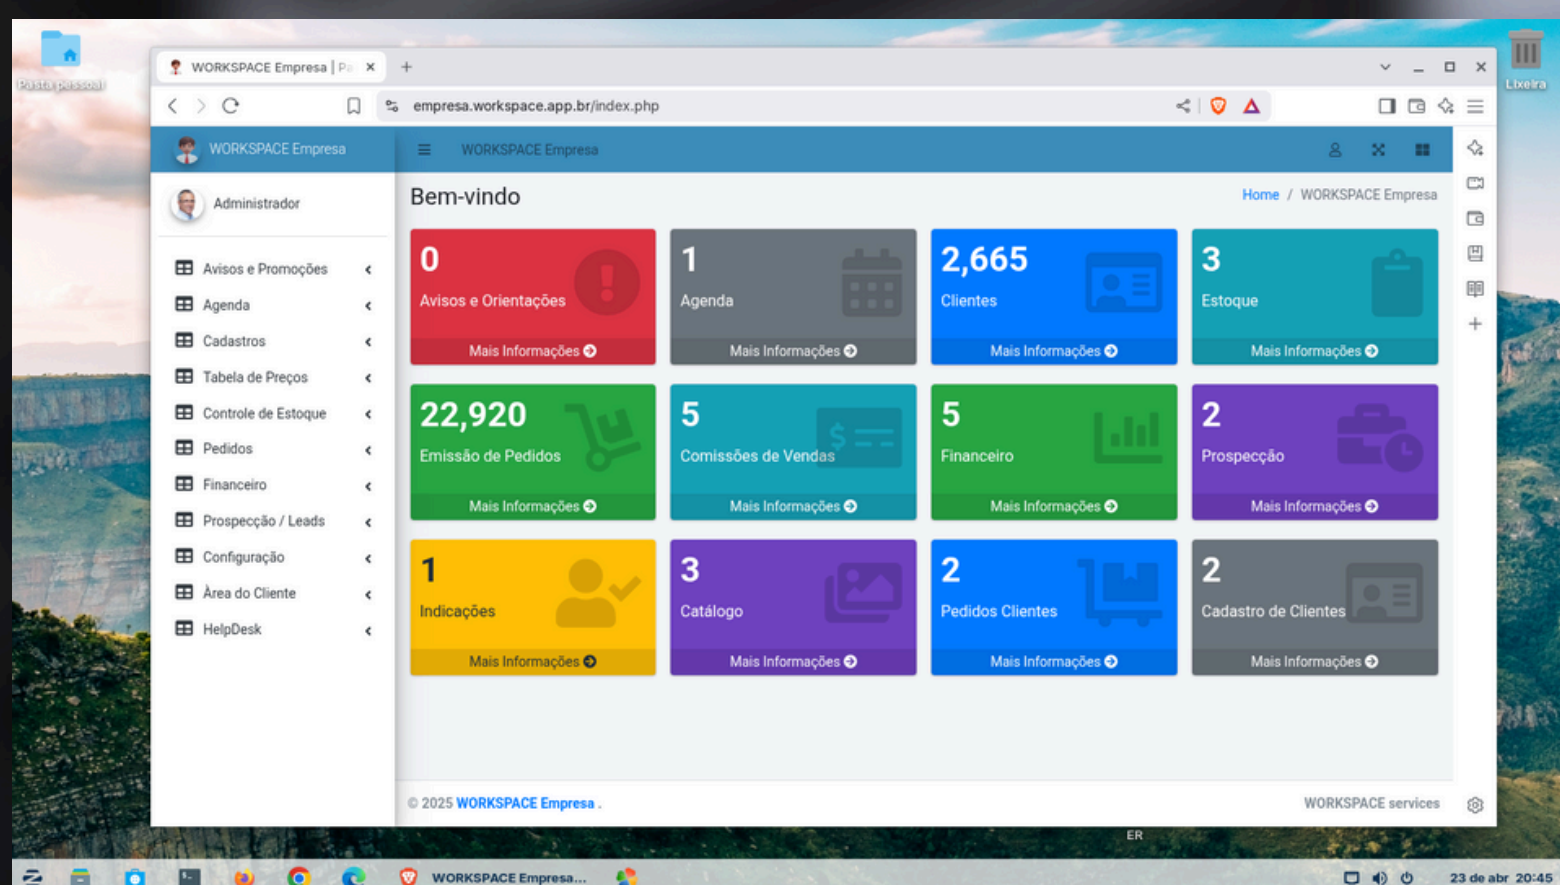 Pasta pessoal
Lixeira
WORKSPACE Empresa | Pa
empresa.workspace.app.br/index.php
WORKSPACE Empresa
WORKSPACE Empresa
Administrador
Bem-vindo
Home / WORKSPACE Empresa
Avisos e Promoções
Agenda
Cadastros
Tabela de Preços
Controle de Estoque
Pedidos
Financeiro
Prospecção / Leads
Configuração
Àrea do Cliente
HelpDesk
0
Avisos e Orientações
Mais Informações
1
Agenda
Mais Informações
2,665
Clientes
Mais Informações
3
Estoque
Mais Informações
22,920
Emissão de Pedidos
Mais Informações
5
Comissões de Vendas
Mais Informações
5
Financeiro
Mais Informações
2
Prospecção
Mais Informações
1
Indicações
Mais Informações
3
Catálogo
Mais Informações
2
Pedidos Clientes
Mais Informações
2
Cadastro de Clientes
Mais Informações
© 2025 WORKSPACE Empresa .
WORKSPACE services
ER
WORKSPACE Empresa...
23 de abr 20:45